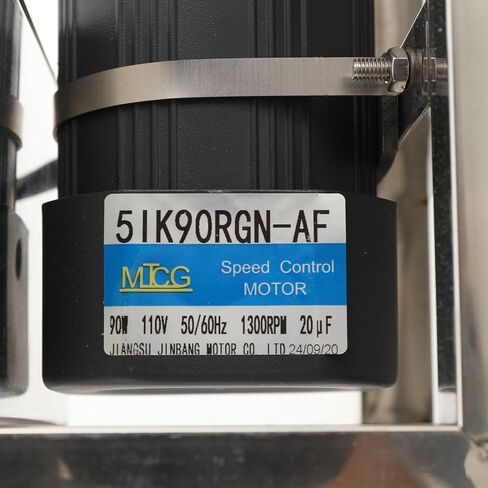 5IK90RGN-AF
MTCG
Speed Control
MOTOR
90W 110V 50/60Hz 1300RPM 20μF
JIANGSU JINBANG MOTOR CO. LTD 24/09/20